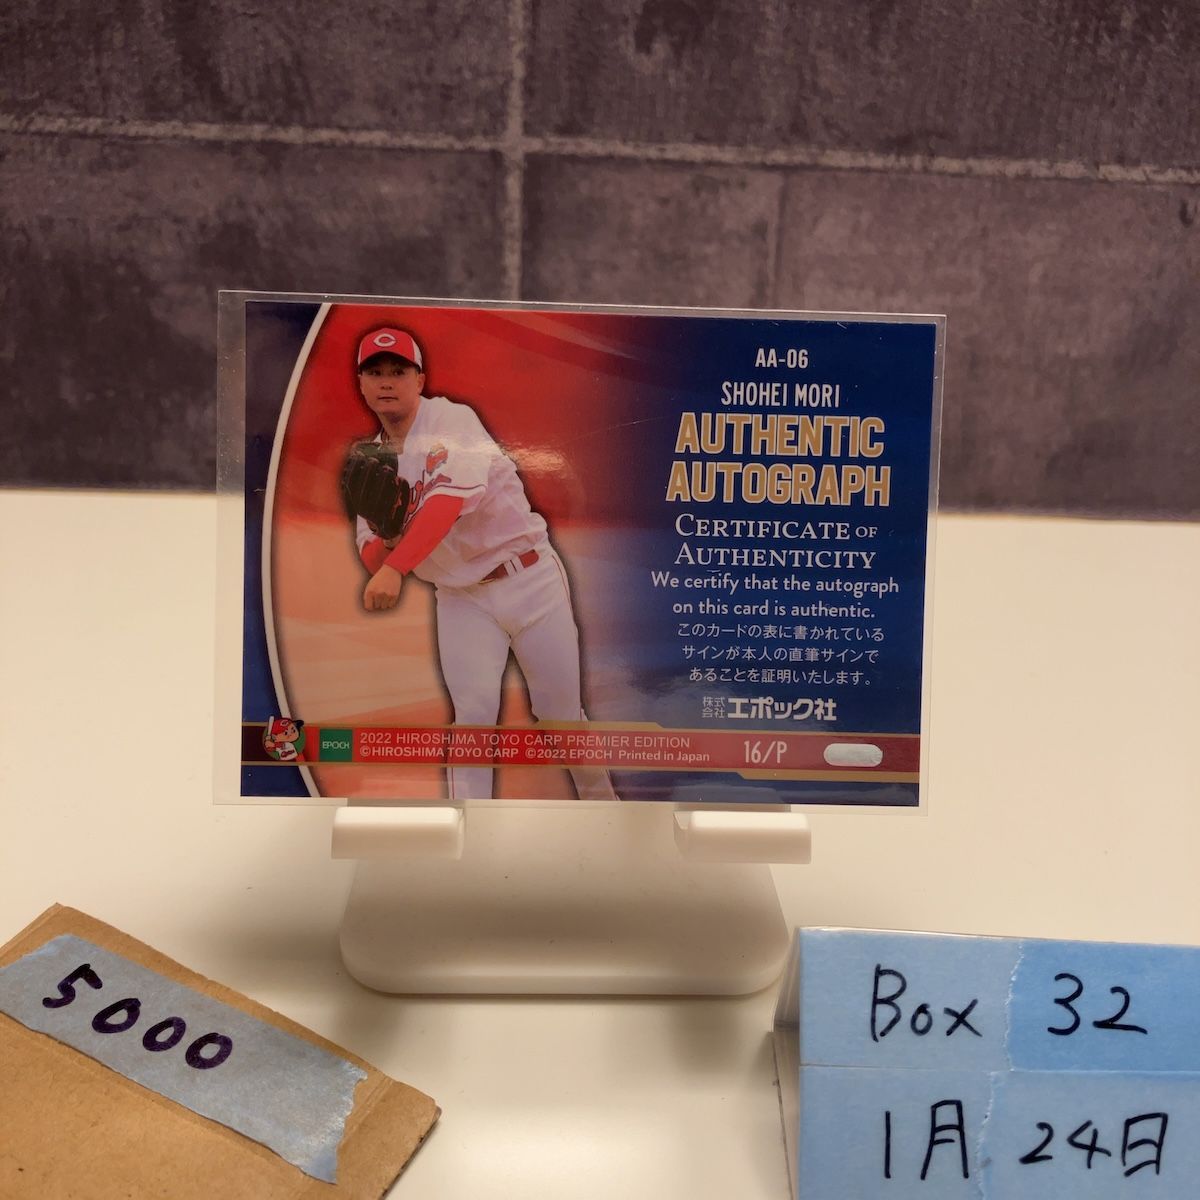 AA-06
SHOHEI MORI
AUTHENTIC
AUTOGRAPH
CERTIFICATE OF
AUTHENTICITY
We certify that the autograph
on this card is authentic.
このカードの表に書かれている
サインが本人の直筆サインで
あることを証明いたします。
株式会社エポック社
EPOCH
2022 HIROSHIMA TOYO CARP PREMIER EDITION
©HIROSHIMA TOYO CARP ©2022 EPOCH Printed in Japan
16/P
5000
Box 32
1月 24日